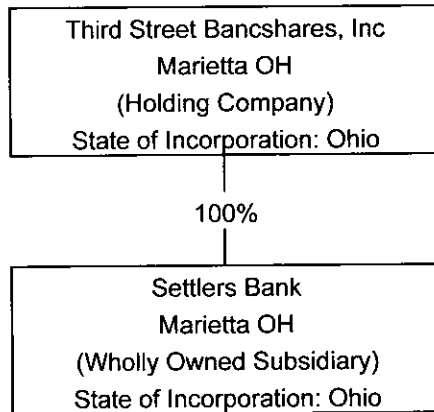 Third Street Bancshares, Inc
Marietta OH
(Holding Company)
State of Incorporation: Ohio
100%
Settlers Bank
Marietta OH
(Wholly Owned Subsidiary)
State of Incorporation: Ohio